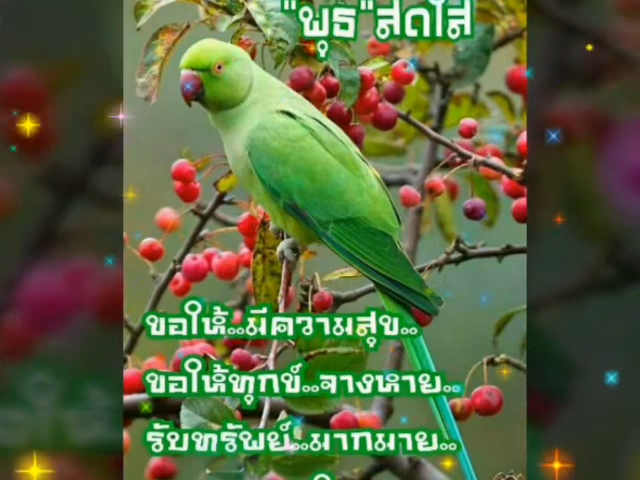 "พุธ"สดใส
ขอให้..มีความสุข..
ขอให้ทุกข์..จางหาย..
รับทรัพย์..มากมาย..